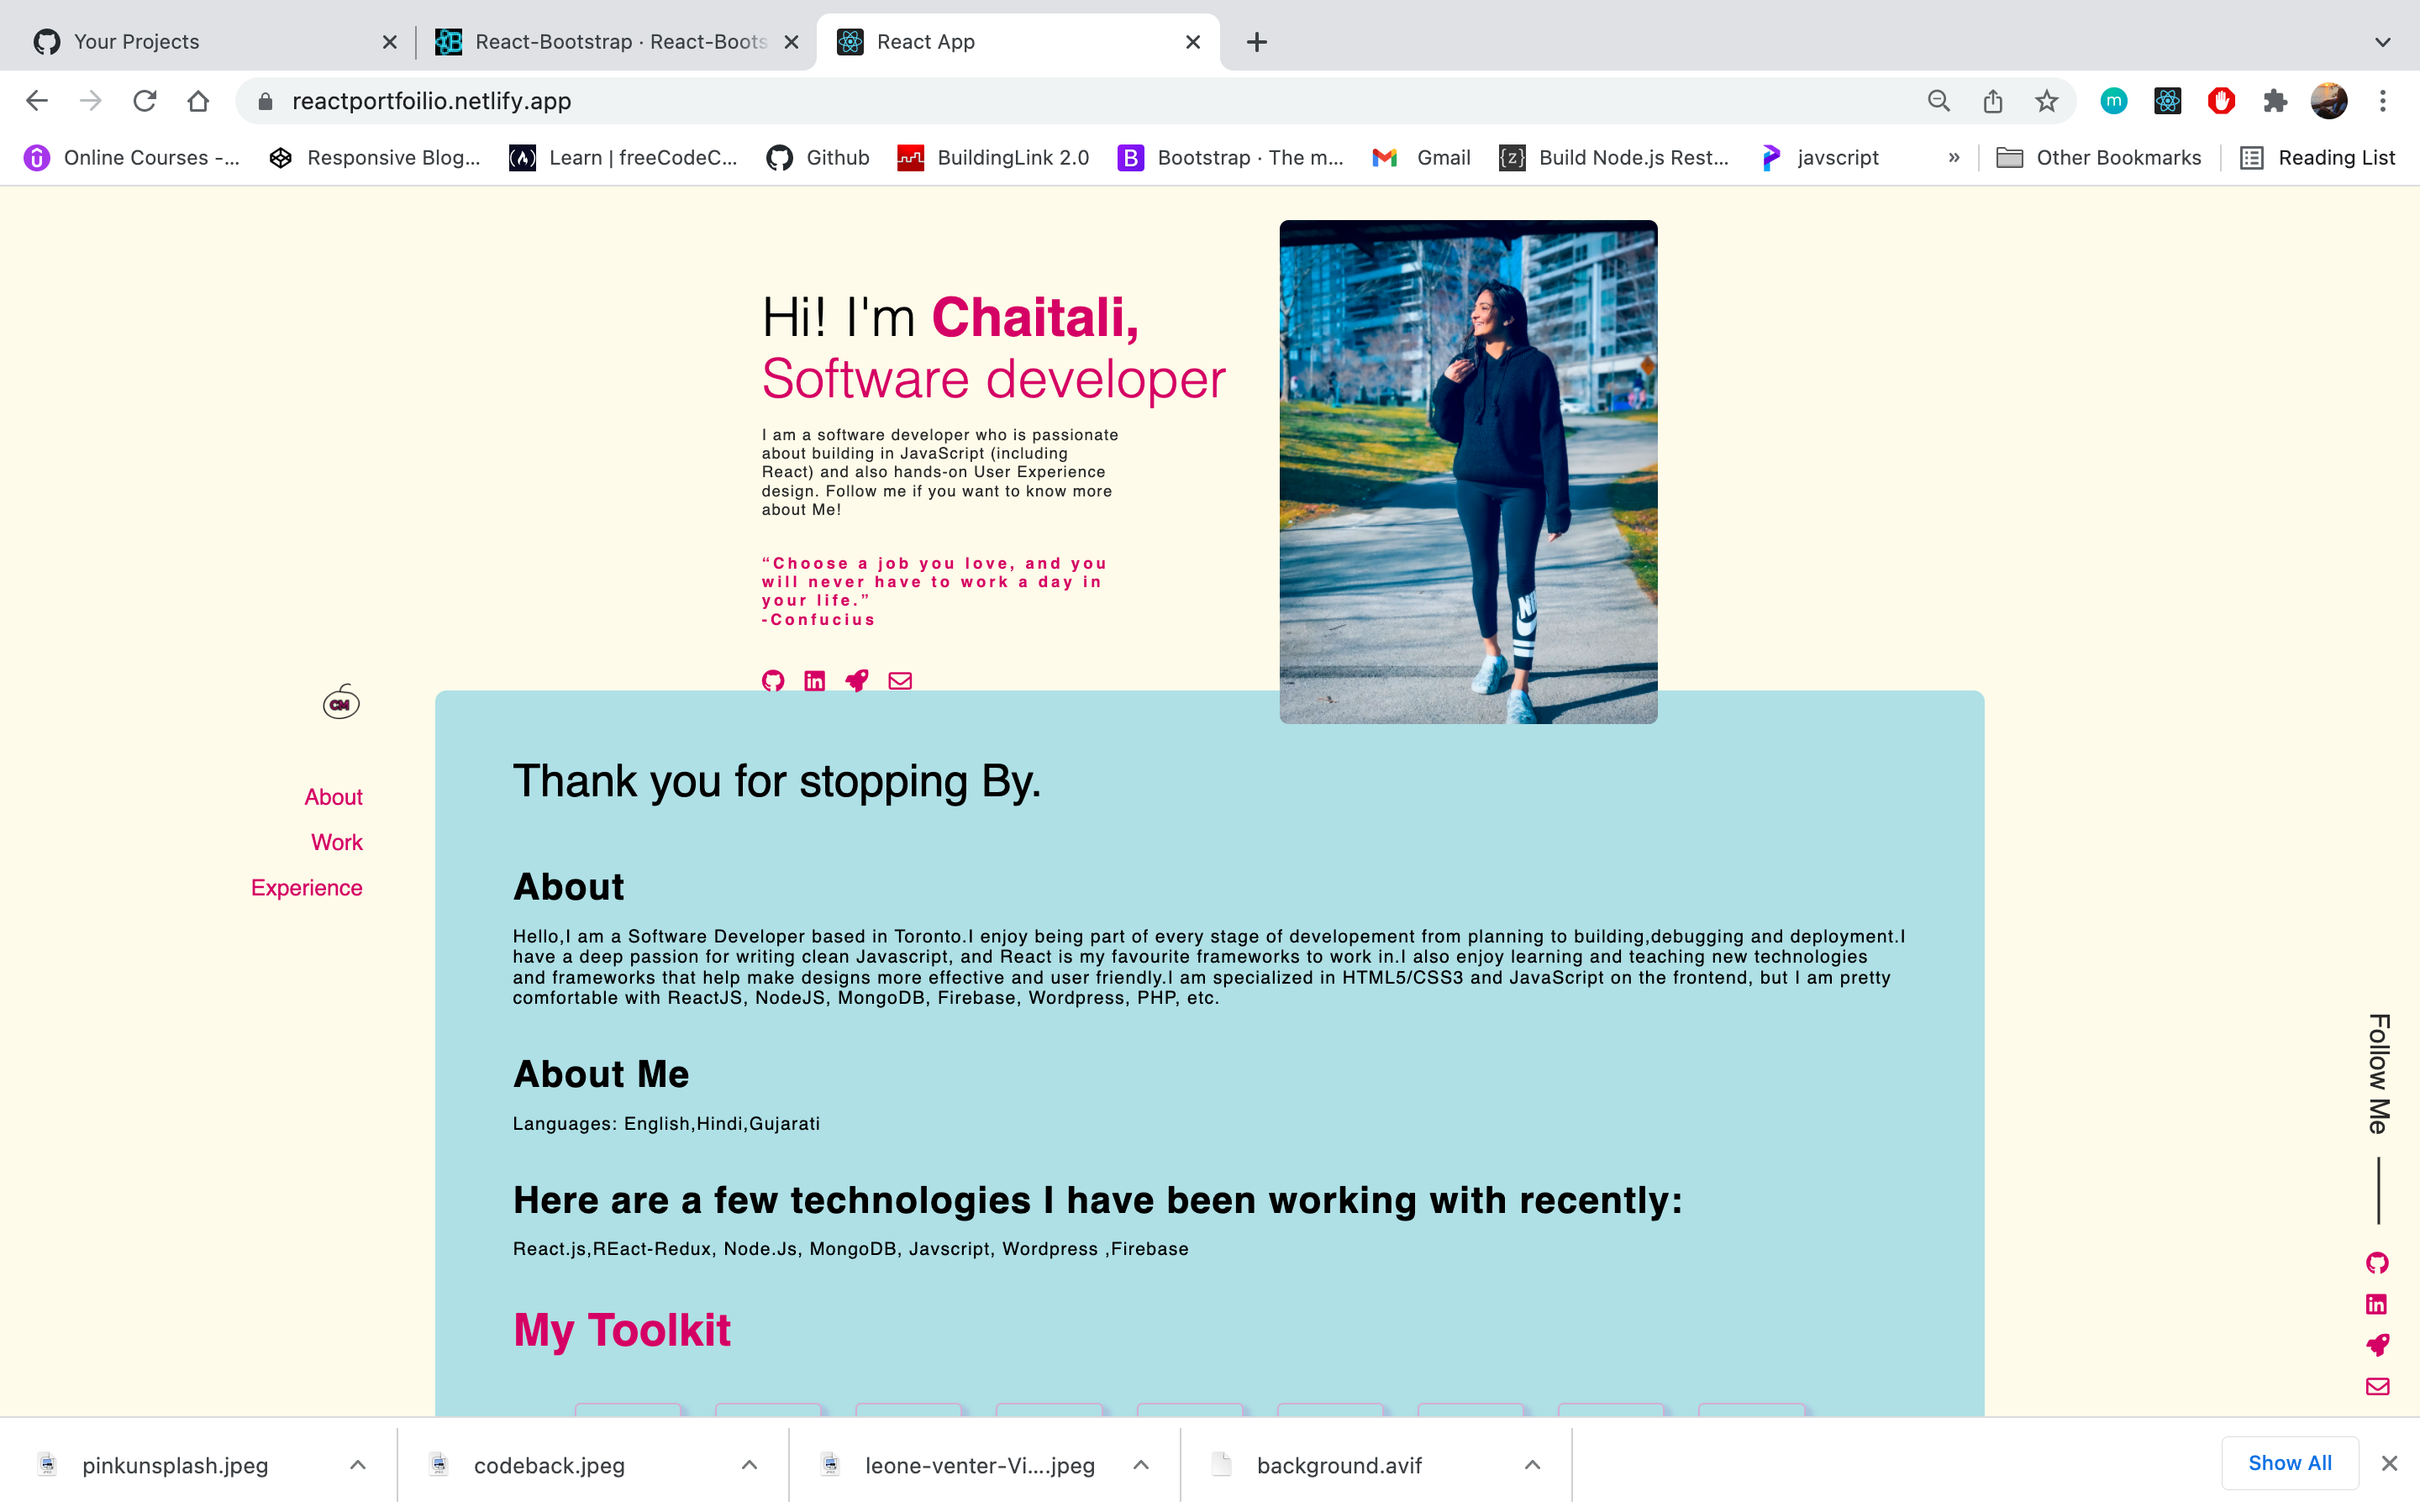 Your Projects
React-Bootstrap · React-Boots
React App
reactportfoilio.netlify.app
m
Online Courses -...
Responsive Blog...
Learn | freeCodeC...
Github
BuildingLink 2.0
B
Bootstrap · The m...
Gmail
Build Node.js Rest...
javscript
»
Other Bookmarks
Reading List
Hi! I'm Chaitali,
Software developer
I am a software developer who is passionate
about building in JavaScript (including
React) and also hands-on User Experience
design. Follow me if you want to know more
about Me!
“Choose a job you love, and you
will never have to work a day in
your life.”
-Confucius
CM
About
Work
Experience
Thank you for stopping By.
About
Hello,I am a Software Developer based in Toronto.I enjoy being part of every stage of developement from planning to building,debugging and deployment.I
have a deep passion for writing clean Javascript, and React is my favourite frameworks to work in.I also enjoy learning and teaching new technologies
and frameworks that help make designs more effective and user friendly.I am specialized in HTML5/CSS3 and JavaScript on the frontend, but I am pretty
comfortable with ReactJS, NodeJS, MongoDB, Firebase, Wordpress, PHP, etc.
About Me
Languages: English,Hindi,Gujarati
Here are a few technologies I have been working with recently:
React.js,REact-Redux, Node.Js, MongoDB, Javscript, Wordpress ,Firebase
My Toolkit
Follow Me
pinkunsplash.jpeg
codeback.jpeg
leone-venter-Vi....jpeg
background.avif
Show All